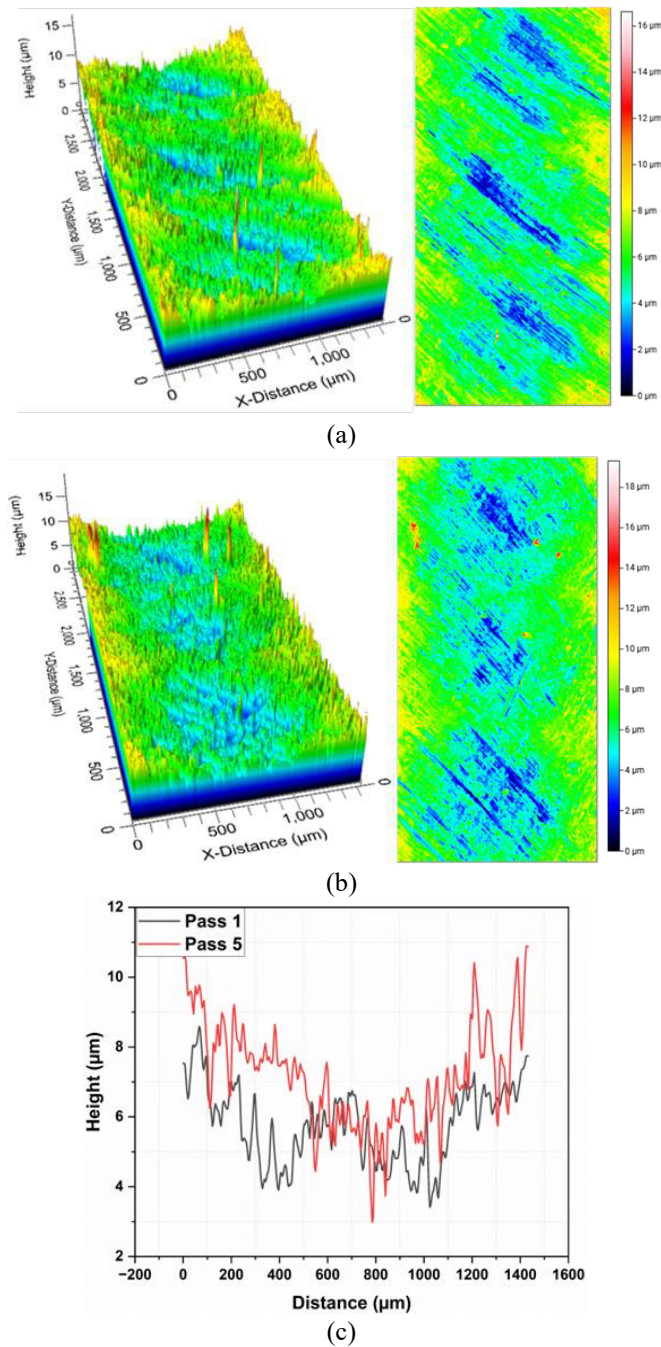 Height (µm)
15
10
5
0
2,500
2,000
1,500
1,000
500
0
Y-Distance (µm)
0
500
1,000
0
X-Distance (µm)
16 µm
14 µm
12 µm
10 µm
8 µm
6 µm
4 µm
2 µm
0 µm
(a)
Height (µm)
15
10
5
0
2,500
2,000
1,500
1,000
500
0
Y-Distance (µm)
0
500
1,000
0
X-Distance (µm)
18 µm
16 µm
14 µm
12 µm
10 µm
8 µm
6 µm
4 µm
2 µm
0 µm
(b)
12
10
8
6
4
2
Height (µm)
Pass 1
Pass 5
−200 0 200 400 600 800 1000 1200 1400 1600
Distance (µm)
(c)